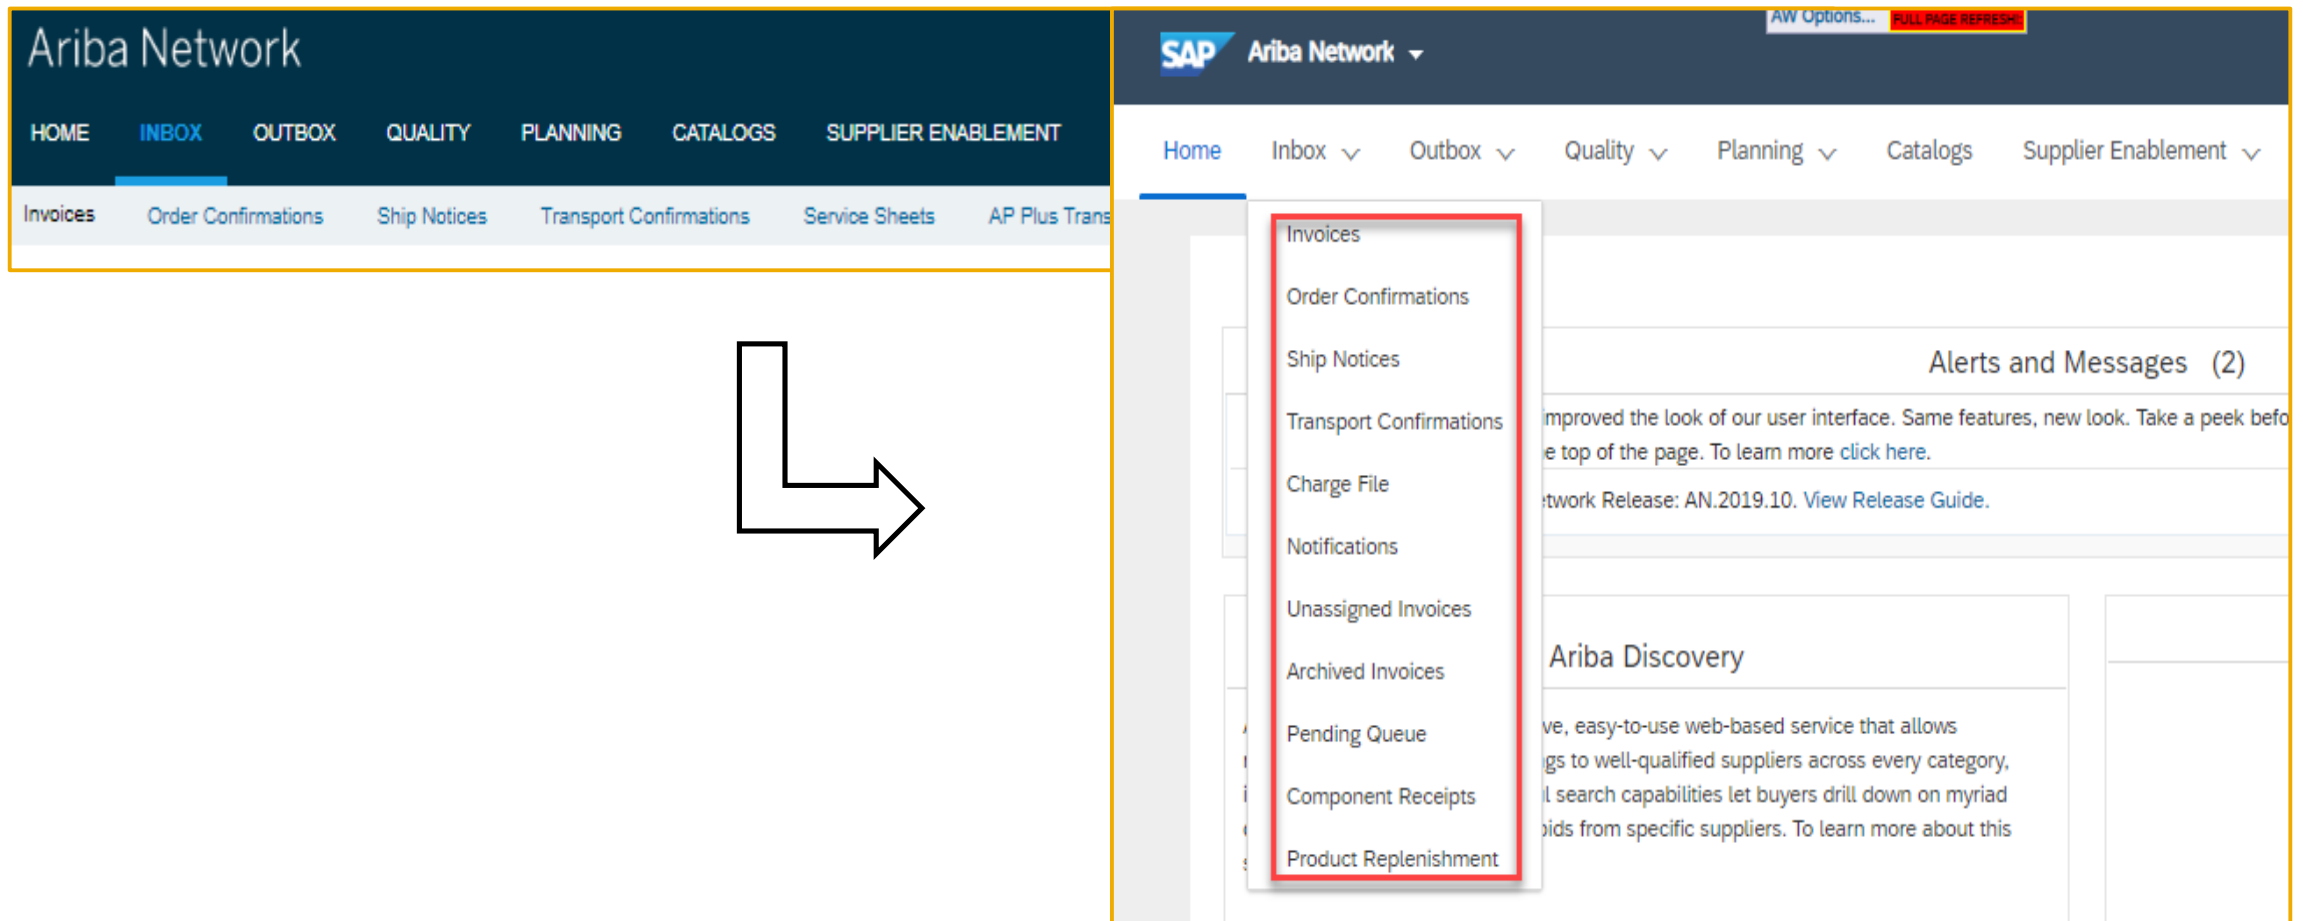 Ariba Network
HOME INBOX OUTBOX QUALITY PLANNING CATALOGS SUPPLIER ENABLEMENT
Invoices Order Confirmations Ship Notices Transport Confirmations Service Sheets AP Plus Trans
AW Options... FULL PAGE REFRESH!
SAP Ariba Network
Home Inbox Outbox Quality Planning Catalogs Supplier Enablement
Invoices
Order Confirmations
Ship Notices
Transport Confirmations
Charge File
Notifications
Unassigned Invoices
Archived Invoices
Pending Queue
Component Receipts
Product Replenishment
Alerts and Messages (2)
improved the look of our user interface. Same features, new look. Take a peek befo
e top of the page. To learn more click here.
twork Release: AN.2019.10. View Release Guide.
Ariba Discovery
ve, easy-to-use web-based service that allows
gs to well-qualified suppliers across every category,
l search capabilities let buyers drill down on myriad
bids from specific suppliers. To learn more about this